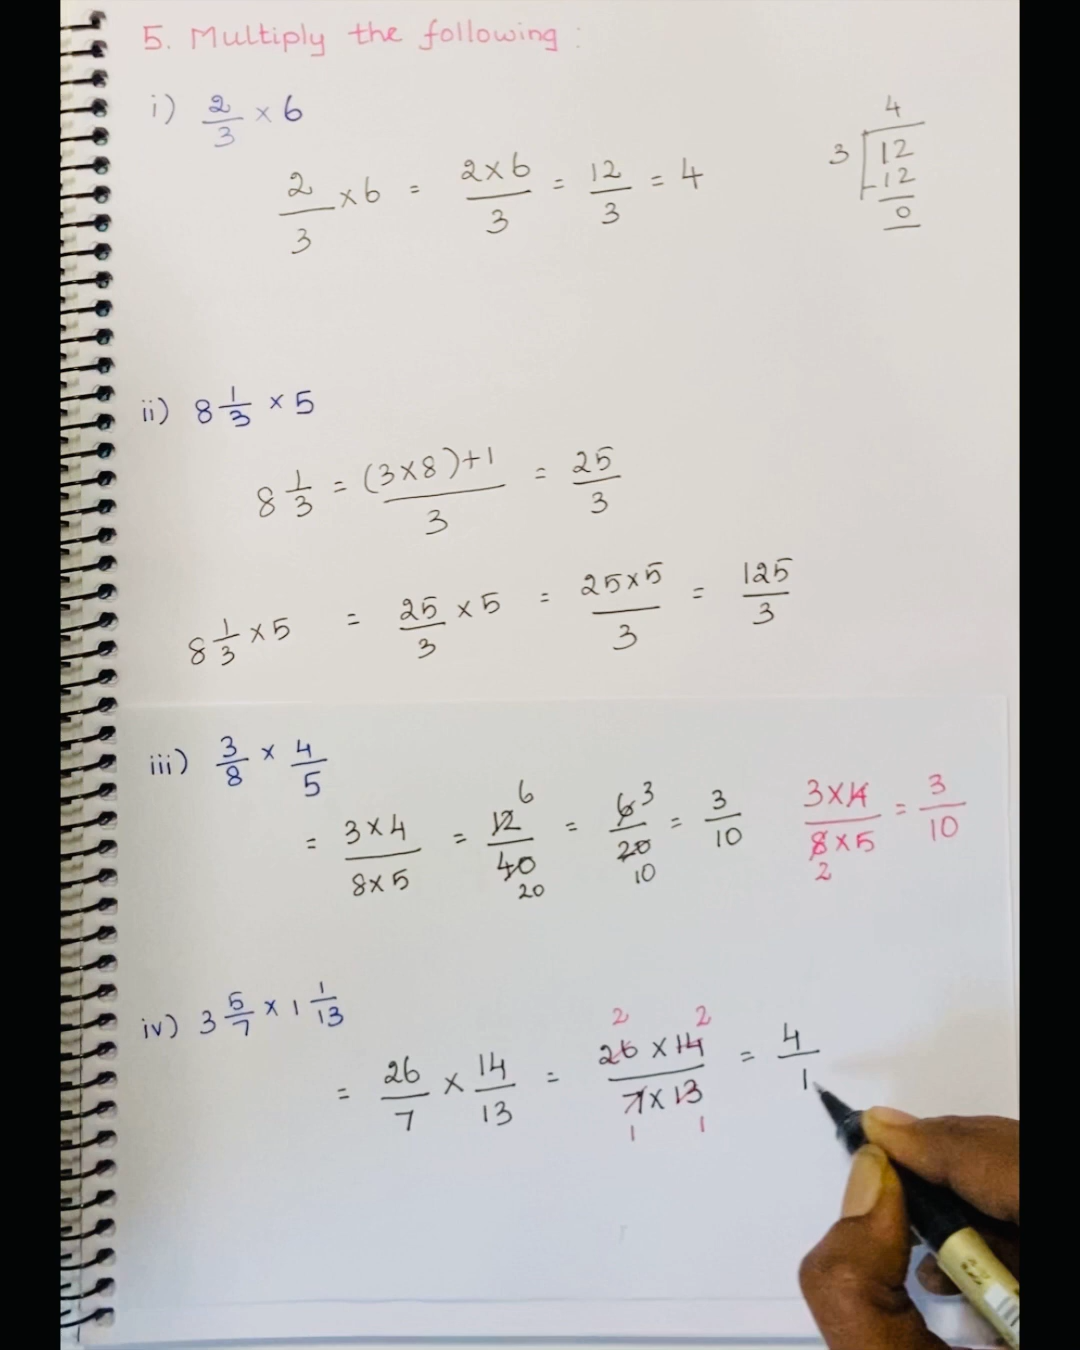 5. Multiply the following :
i) 2/3 × 6
2/3 × 6 = 2×6/3 = 12/3 = 4
4
3 12
-12
0
ii) 8 1/3 × 5
8 1/3 = (3×8)+1/3 = 25/3
8 1/3 × 5 = 25/3 × 5 = 25×5/3 = 125/3
iii) 3/8 × 4/5
= 3×4/8×5 = 12/40 6 20 = 6/20 3 10 = 3/10
3×4/8×5 2 = 3/10
iv) 3 5/7 × 1 1/13
= 26/7 × 14/13 = 26×14/7×13 2 2 1 1 = 4/1